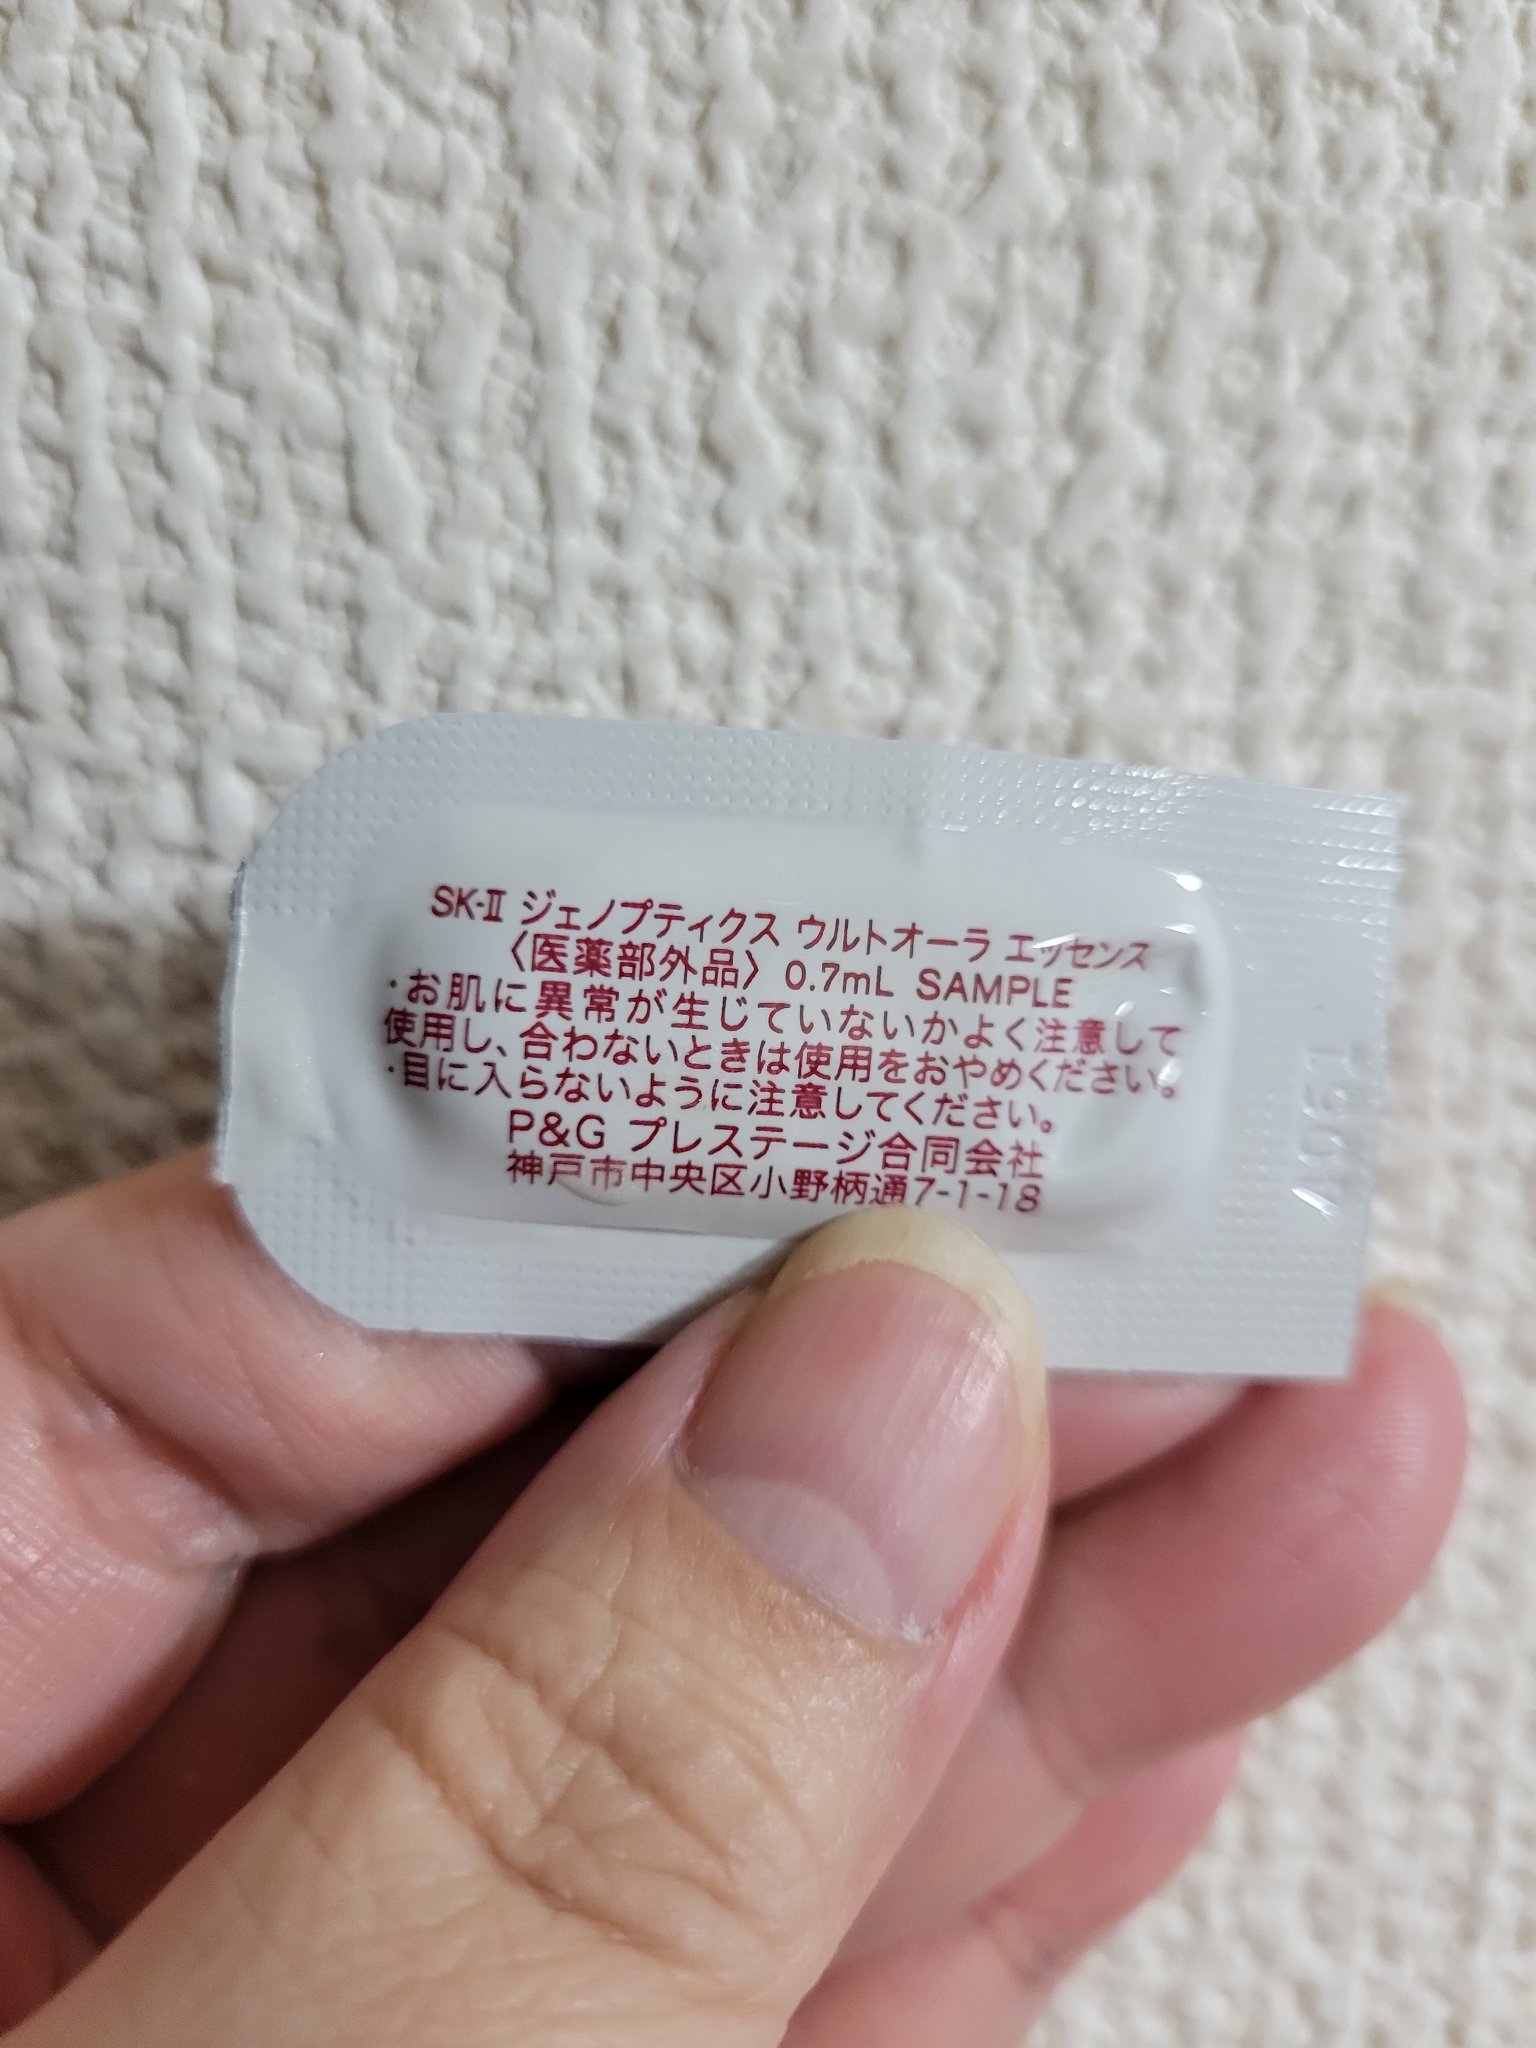 SK-Ⅱ ジェノプティクス ウルトオーラ エッセンス
〈医薬部外品〉 0.7mL SAMPLE
・お肌に異常が生じていないかよく注意して
使用し、合わないときは使用をおやめください。
・目に入らないように注意してください。
P&G プレステージ合同会社
神戸市中央区小野柄通7-1-18